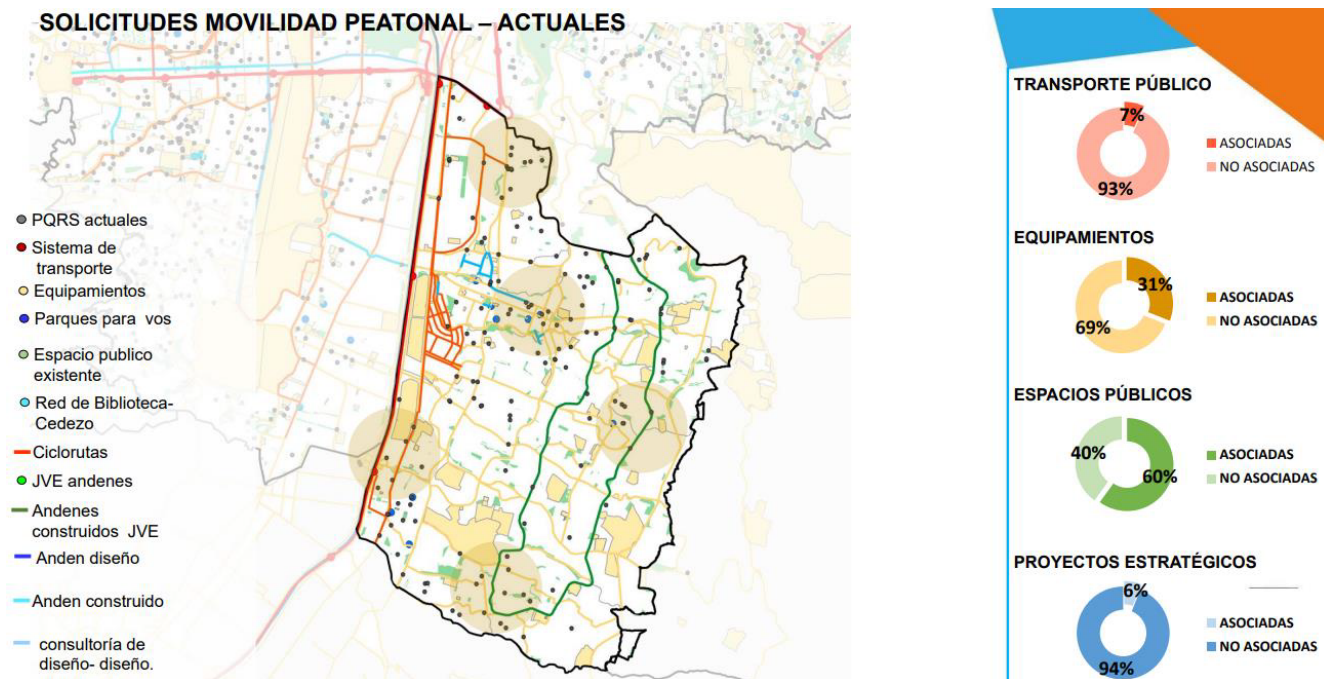 SOLICITUDES MOVILIDAD PEATONAL – ACTUALES
PQRS actuales
Sistema de
transporte
Equipamientos
Parques para vos
Espacio publico
existente
Red de Biblioteca-
Cedezo
Ciclorutas
JVE andenes
Andenes
construidos JVE
Anden diseño
Anden construido
consultoría de
diseño- diseño.
TRANSPORTE PÚBLICO
7%
93%
ASOCIADAS
NO ASOCIADAS
EQUIPAMIENTOS
31%
69%
ASOCIADAS
NO ASOCIADAS
ESPACIOS PÚBLICOS
40%
60%
ASOCIADAS
NO ASOCIADAS
PROYECTOS ESTRATÉGICOS
6%
94%
ASOCIADAS
NO ASOCIADAS